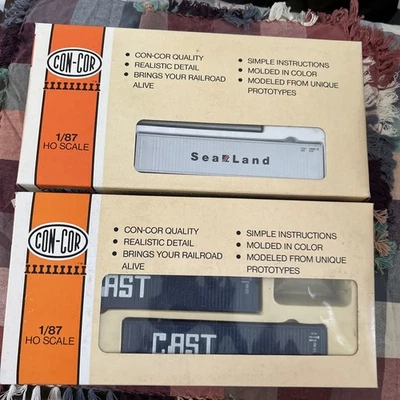 CON-COR
• CON-COR QUALITY
• REALISTIC DETAIL
• BRINGS YOUR RAILROAD
ALIVE
• SIMPLE INSTRUCTIONS
• MOLDED IN COLOR
• MODELED FROM UNIQUE
PROTOTYPES
1/87
HO SCALE
SeaLand
CON-COR
• CON-COR QUALITY
• REALISTIC DETAIL
• BRINGS YOUR RAILROAD
ALIVE
• SIMPLE INSTRUCTIONS
• MOLDED IN COLOR
• MODELED FROM UNIQUE
PROTOTYPES
1/87
HO SCALE
CAST
CAST